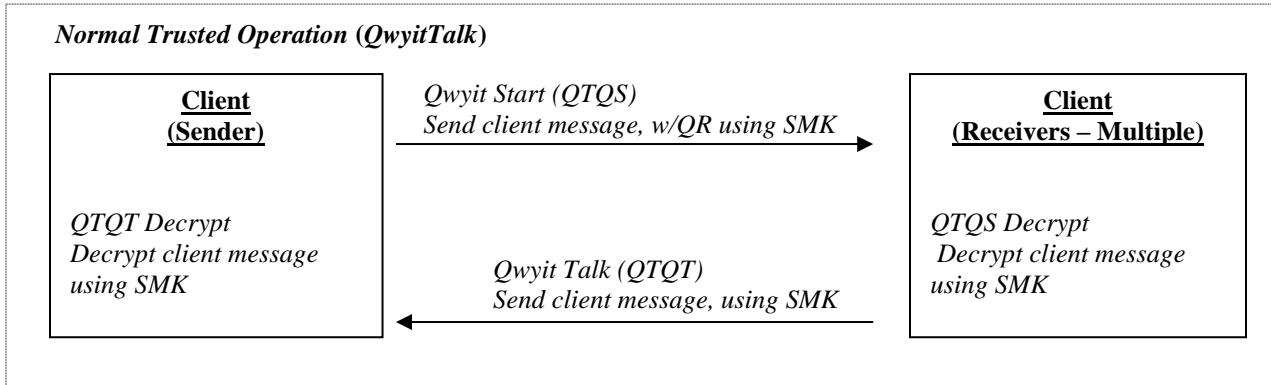 Normal Trusted Operation (QwyitTalk)
Client
(Sender)
QTQT Decrypt
Decrypt client message
using SMK
Qwyit Start (QTQS)
Send client message, w/QR using SMK
Qwyit Talk (QTQT)
Send client message, using SMK
Client
(Receivers – Multiple)
QTQS Decrypt
Decrypt client message
using SMK